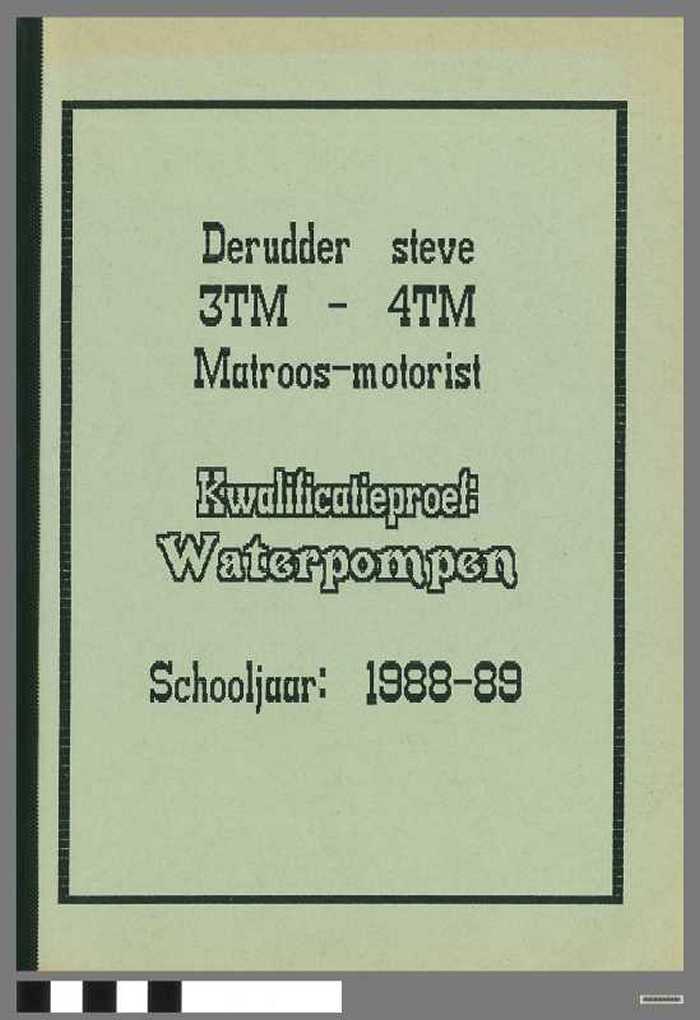 Derudder steve
3TM - 4TM
Matroos-motorist
Kwalificatieproef:
Waterpompen
Schooljaar: 1988-89